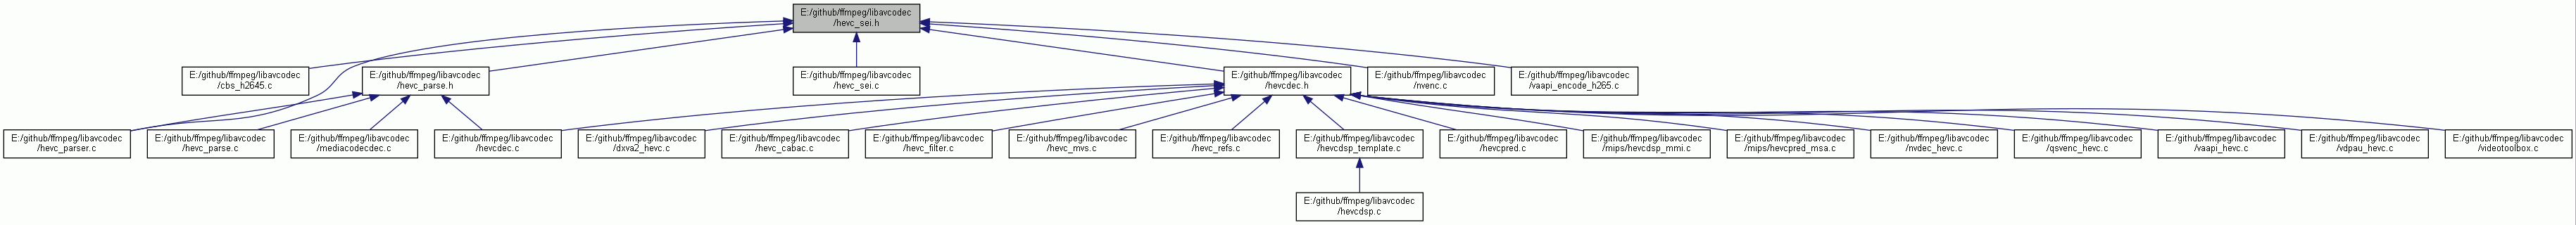 E:/github/ffmpeg/libavcodec
/hevc_sei.h
E:/github/ffmpeg/libavcodec
/cbs_h2645.c
E:/github/ffmpeg/libavcodec
/hevc_parse.h
E:/github/ffmpeg/libavcodec
/hevc_sei.c
E:/github/ffmpeg/libavcodec
/hevcdec.h
E:/github/ffmpeg/libavcodec
/nvenc.c
E:/github/ffmpeg/libavcodec
/vaapi_encode_h265.c
E:/github/ffmpeg/libavcodec
/hevc_parser.c
E:/github/ffmpeg/libavcodec
/hevc_parse.c
E:/github/ffmpeg/libavcodec
/mediacodecdec.c
E:/github/ffmpeg/libavcodec
/hevcdec.c
E:/github/ffmpeg/libavcodec
/dxva2_hevc.c
E:/github/ffmpeg/libavcodec
/hevc_cabac.c
E:/github/ffmpeg/libavcodec
/hevc_filter.c
E:/github/ffmpeg/libavcodec
/hevc_mvs.c
E:/github/ffmpeg/libavcodec
/hevc_refs.c
E:/github/ffmpeg/libavcodec
/hevcdsp_template.c
E:/github/ffmpeg/libavcodec
/hevcpred.c
E:/github/ffmpeg/libavcodec
/mips/hevcdsp_mmi.c
E:/github/ffmpeg/libavcodec
/mips/hevcpred_msa.c
E:/github/ffmpeg/libavcodec
/nvdec_hevc.c
E:/github/ffmpeg/libavcodec
/qsvenc_hevc.c
E:/github/ffmpeg/libavcodec
/vaapi_hevc.c
E:/github/ffmpeg/libavcodec
/vdpau_hevc.c
E:/github/ffmpeg/libavcodec
/videotoolbox.c
E:/github/ffmpeg/libavcodec
/hevcdsp.c